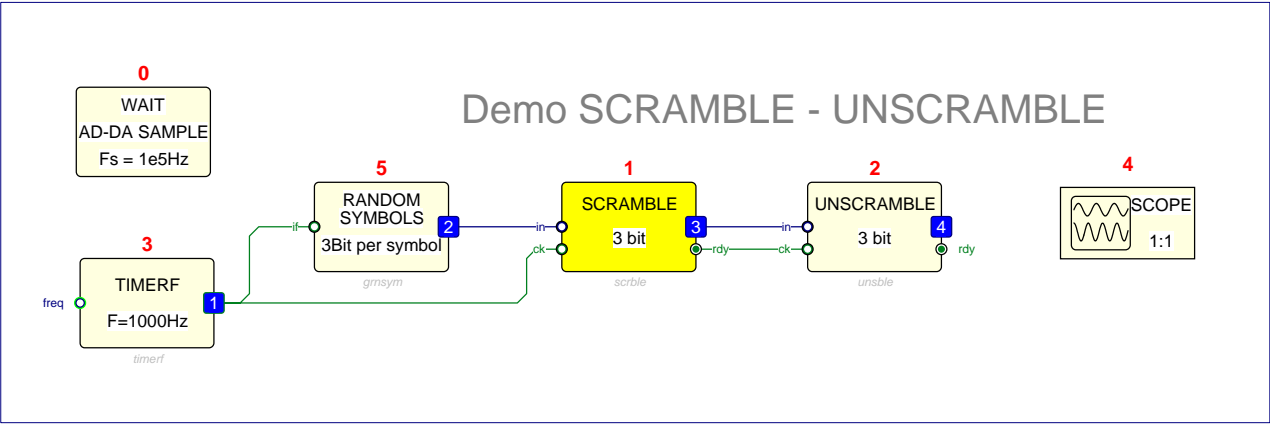 Demo SCRAMBLE - UNSCRAMBLE
0
WAIT
AD-DA SAMPLE
Fs = 1e5Hz
5
RANDOM
SYMBOLS
3Bit per symbol
if
2
grnsym
1
SCRAMBLE
3 bit
in
ck
3
rdy
scrble
2
UNSCRAMBLE
3 bit
in
ck
4
rdy
unsble
4
SCOPE
1:1
3
TIMERF
F=1000Hz
freq
1
timerf